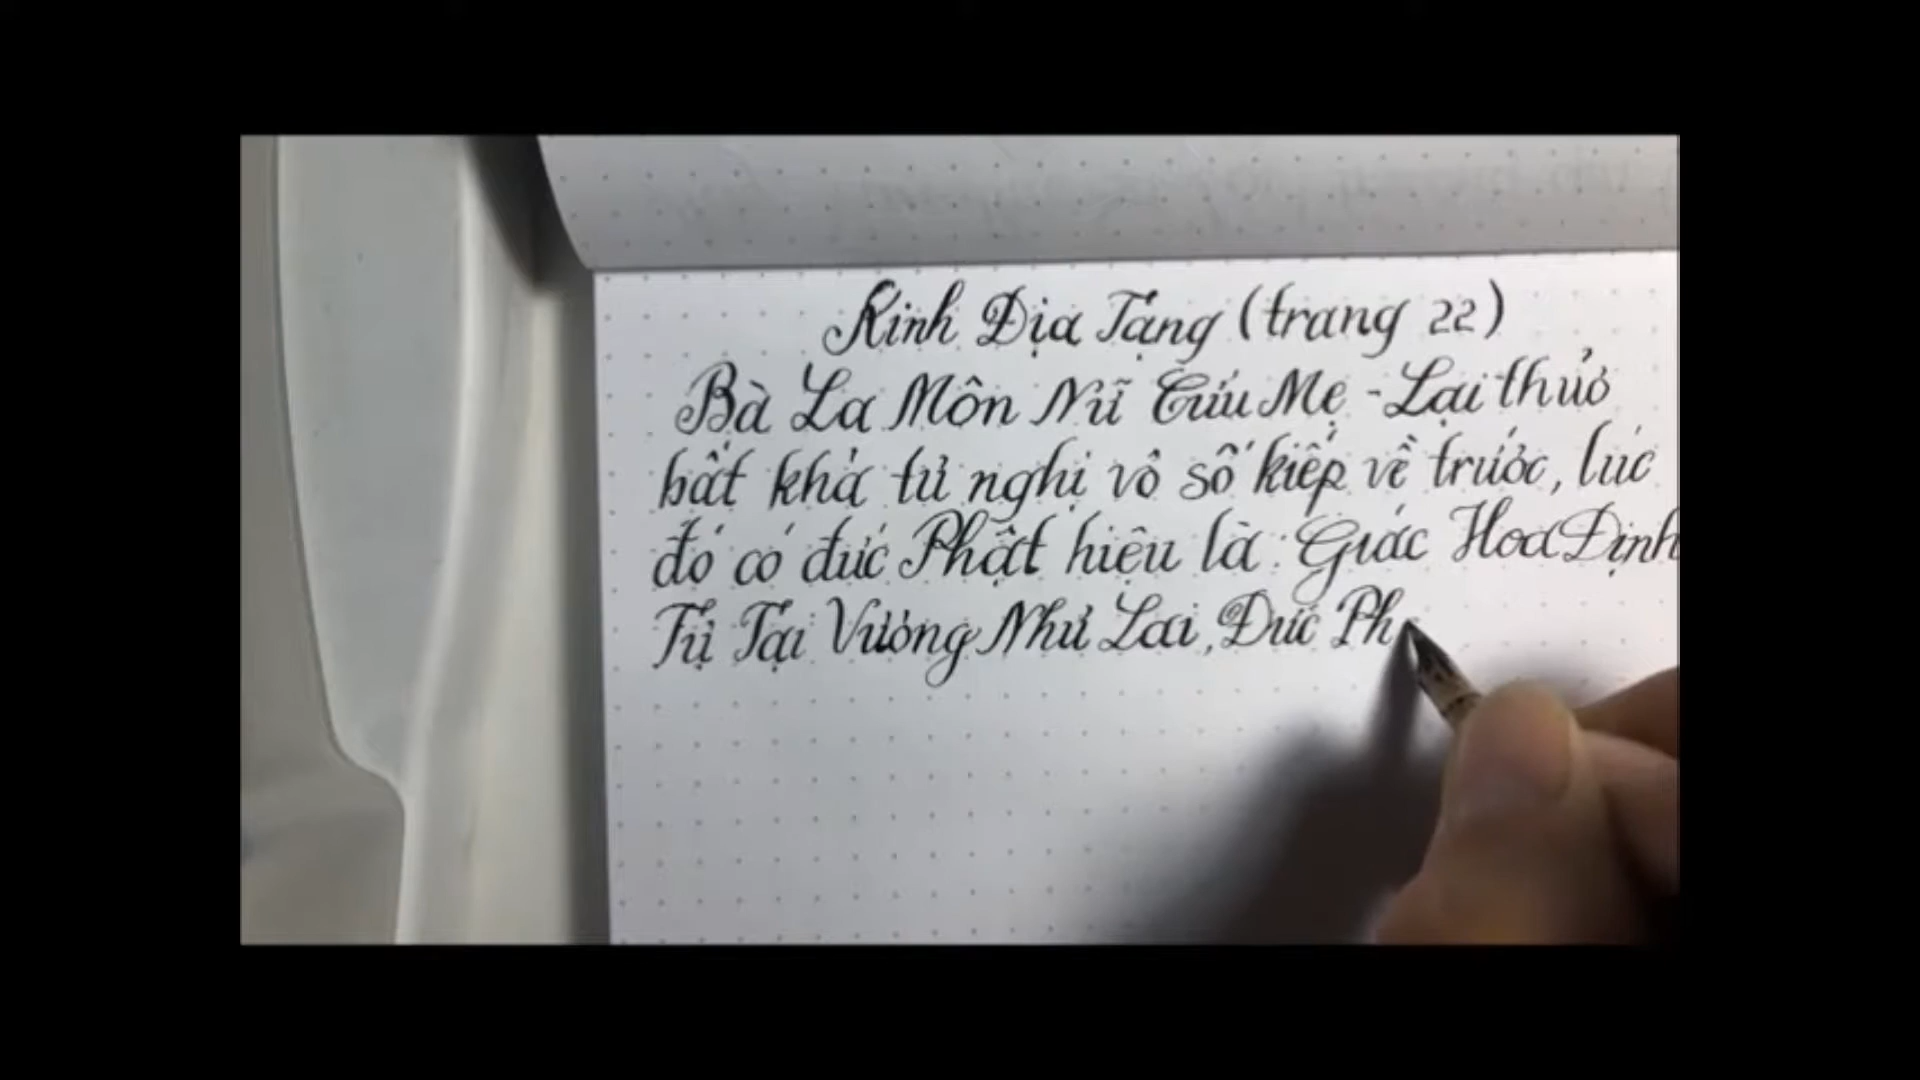 Kinh Địa Tạng (trang 22)
Bà La Môn Nữ Cứu Mẹ - Lại thuở
bất khả tư nghị vô số kiếp về trước, lúc
đó có đức Phật hiệu là: Giác Hoa Định
Tự Tại Vương Như Lai, Đức Ph